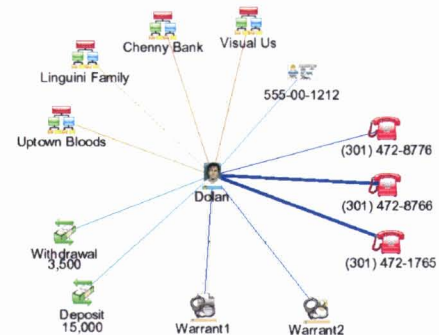 Chenny Bank
Visual Us
Linguini Family
555-00-1212
Uptown Bloods
(301) 472-8776
Dolan
(301) 472-8766
Withdrawal
3,500
(301) 472-1765
Deposit
15,000
Warrant1
Warrant2